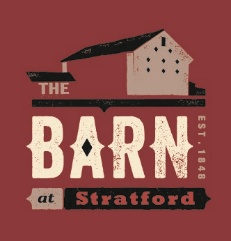 THE
BARN
EST. 1848
at Stratford